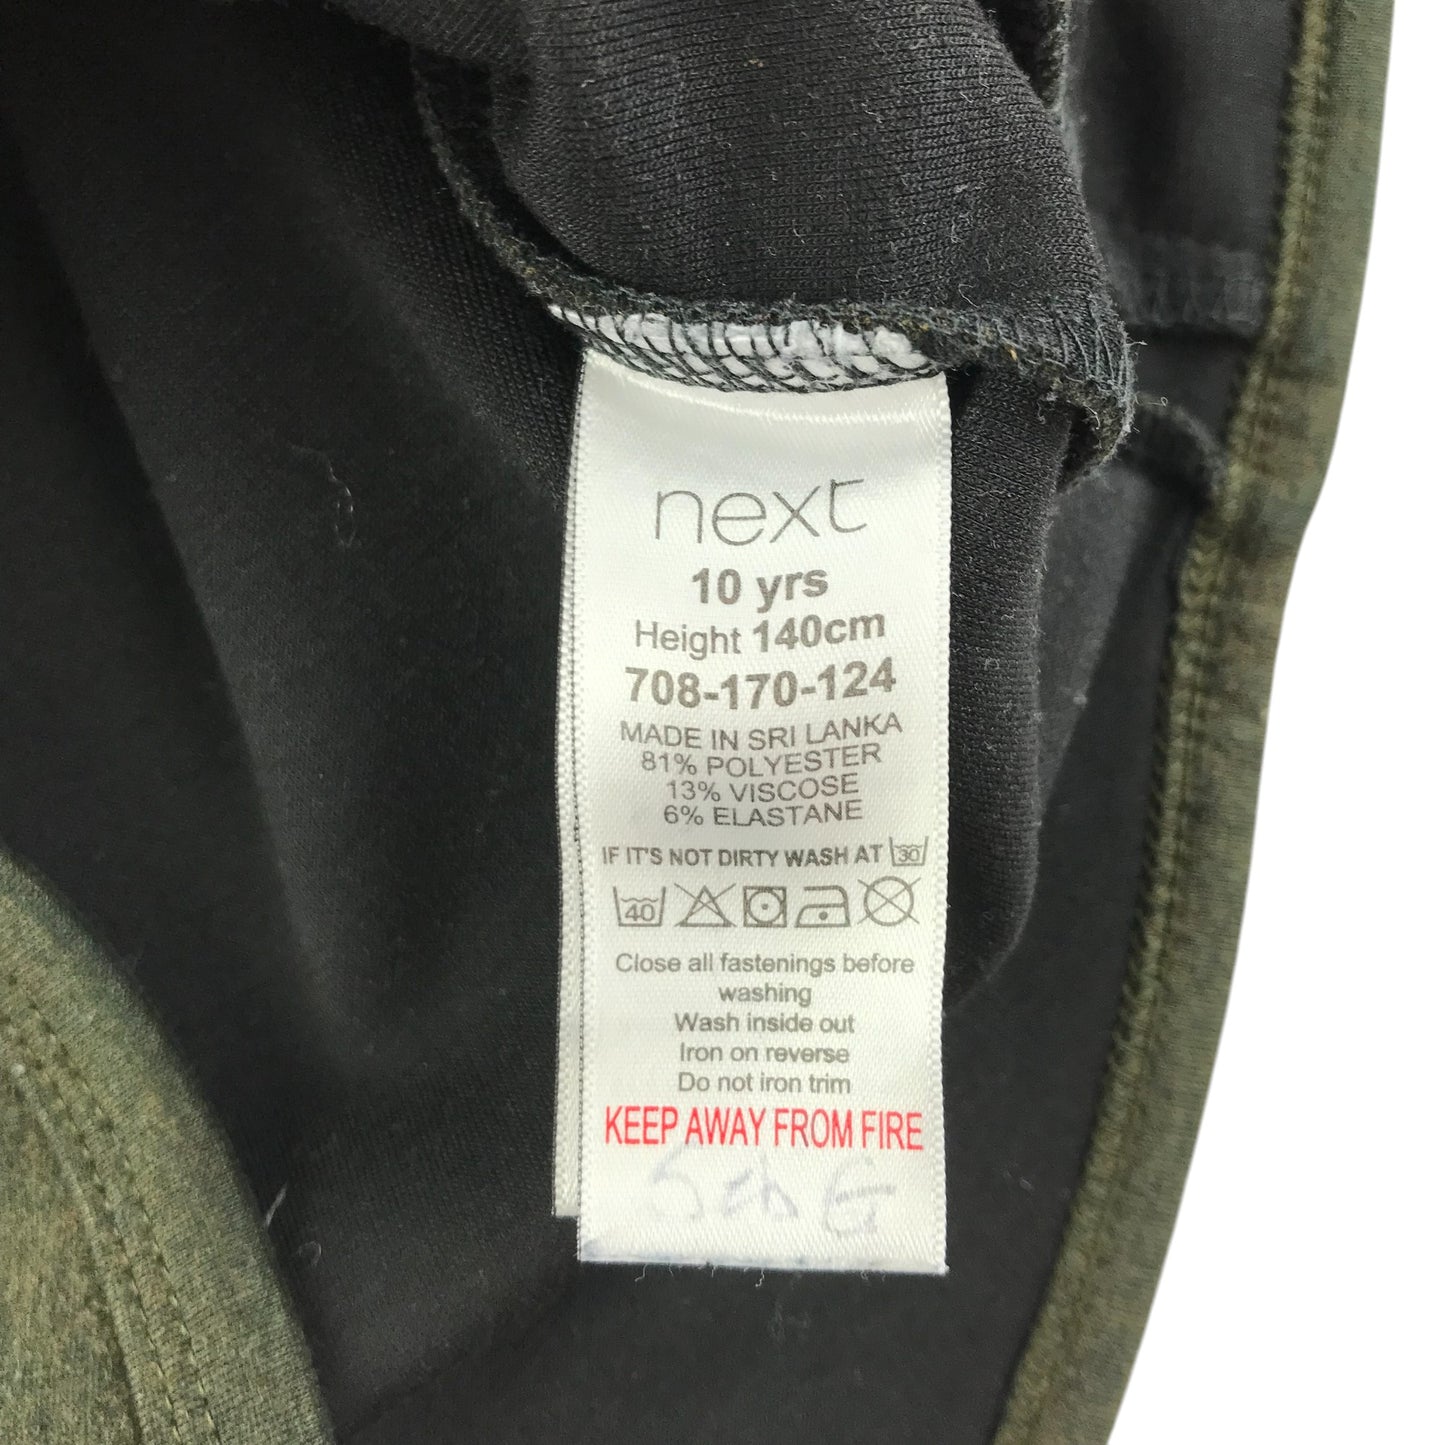 next
10 yrs
Height 140cm
708-170-124
MADE IN SRI LANKA
81% POLYESTER
13% VISCOSE
6% ELASTANE
IF IT'S NOT DIRTY WASH AT 30
40
Close all fastenings before
washing
Wash inside out
Iron on reverse
Do not iron trim
KEEP AWAY FROM FIRE